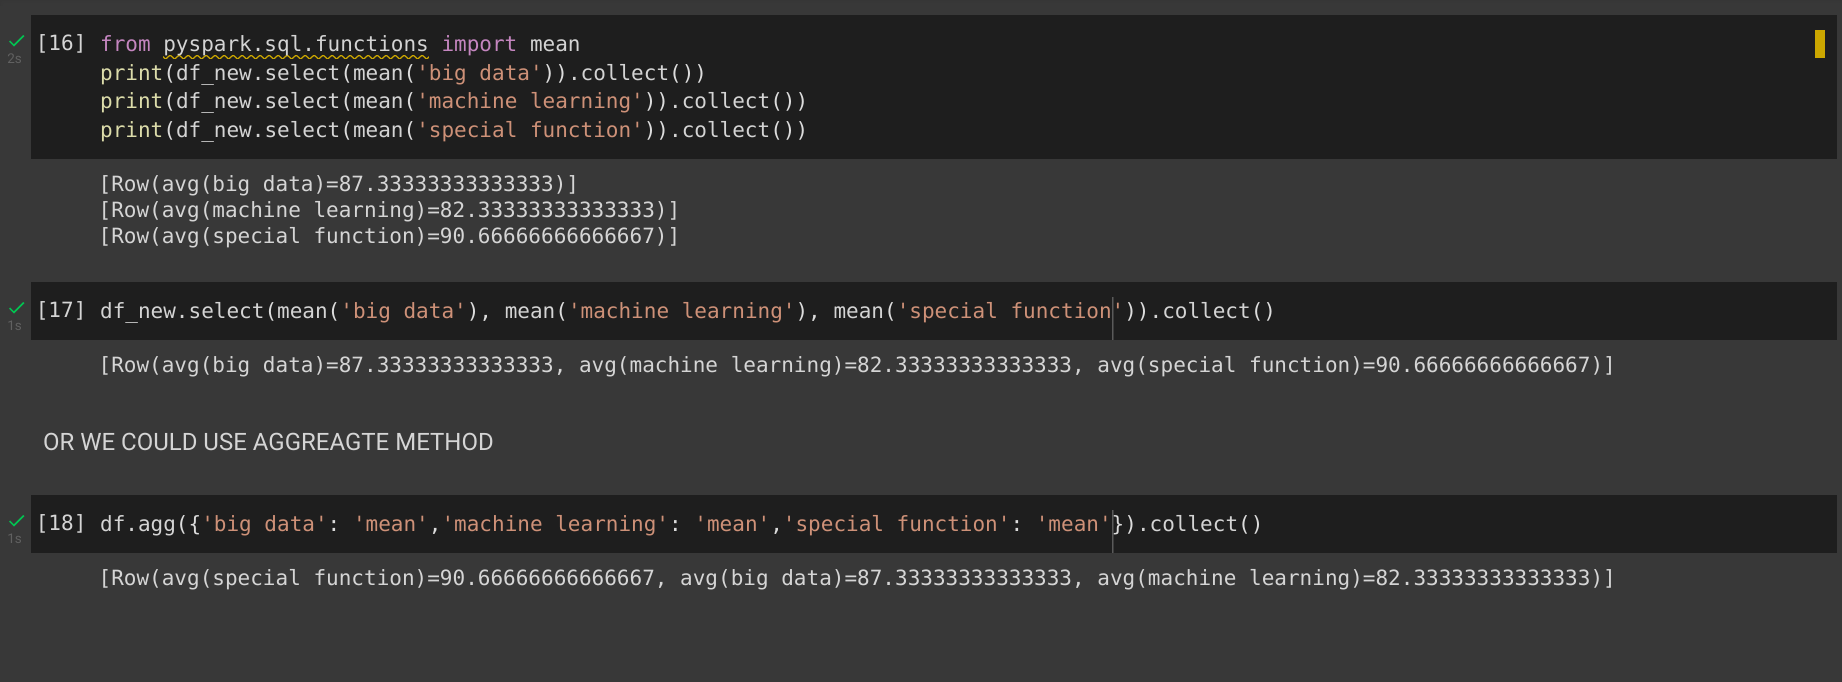 [16] from pyspark.sql.functions import mean
2s
print(df_new.select(mean('big data')).collect())
print(df_new.select(mean('machine learning')).collect())
print(df_new.select(mean('special function')).collect())
[Row(avg(big data)=87.33333333333333)]
[Row(avg(machine learning)=82.33333333333333)]
[Row(avg(special function)=90.66666666666667)]
[17] df_new.select(mean('big data'), mean('machine learning'), mean('special function')).collect()
1s
[Row(avg(big data)=87.33333333333333, avg(machine learning)=82.33333333333333, avg(special function)=90.66666666666667)]
OR WE COULD USE AGGREAGTE METHOD
[18] df.agg({'big data': 'mean','machine learning': 'mean','special function': 'mean'}).collect()
1s
[Row(avg(special function)=90.66666666666667, avg(big data)=87.33333333333333, avg(machine learning)=82.33333333333333)]